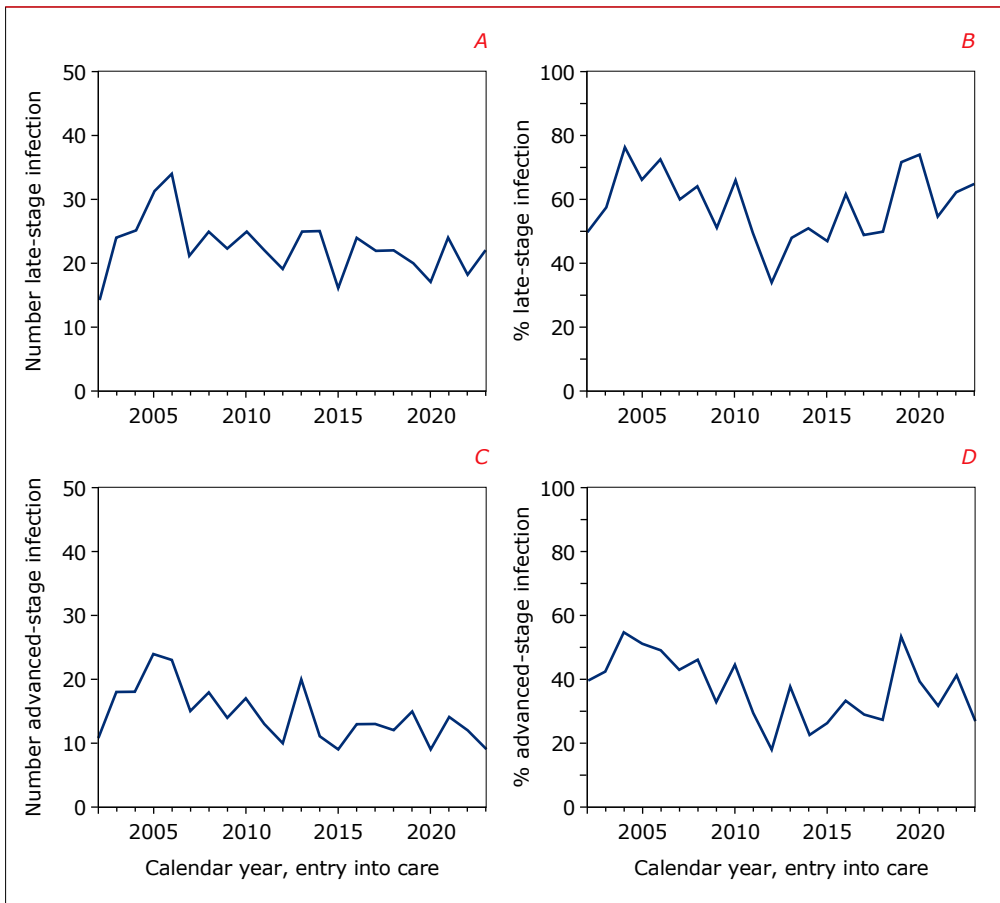 A
Number late-stage infection
50
40
30
20
10
0
2005 2010 2015 2020
B
% late-stage infection
100
80
60
40
20
0
2005 2010 2015 2020
C
Number advanced-stage infection
50
40
30
20
10
0
2005 2010 2015 2020
Calendar year, entry into care
D
% advanced-stage infection
100
80
60
40
20
0
2005 2010 2015 2020
Calendar year, entry into care